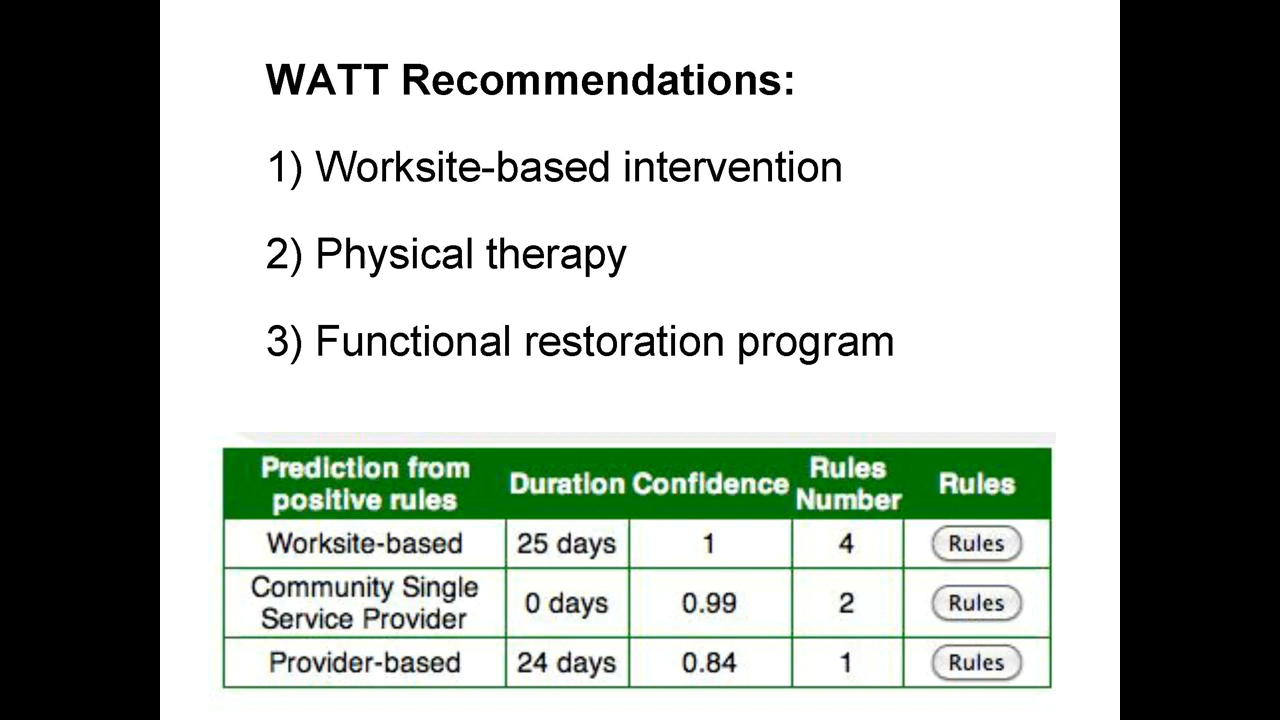 WATT Recommendations:
1) Worksite-based intervention
2) Physical therapy
3) Functional restoration program
Prediction from positive rules Duration Confidence Rules Number Rules
Worksite-based 25 days 1 4 Rules
Community Single Service Provider 0 days 0.99 2 Rules
Provider-based 24 days 0.84 1 Rules